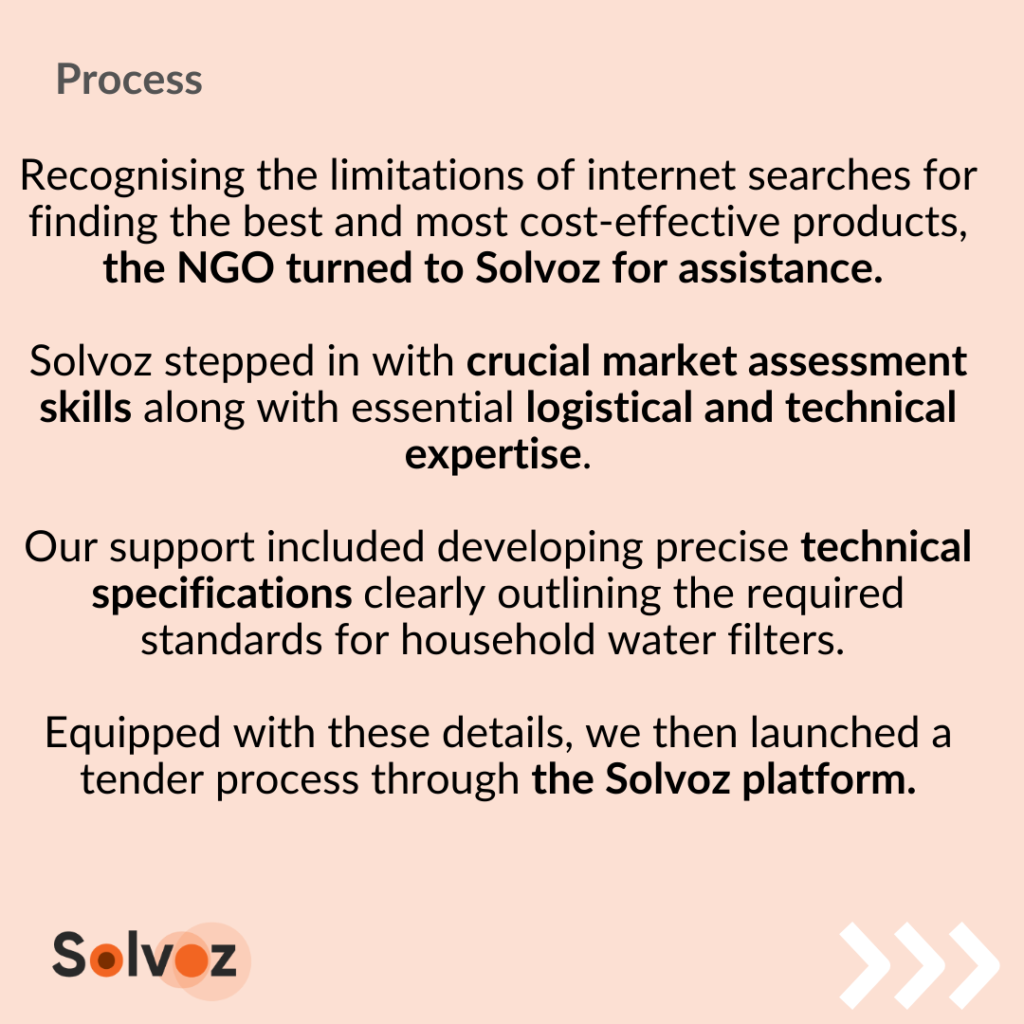 Process
Recognising the limitations of internet searches for
finding the best and most cost-effective products,
the NGO turned to Solvoz for assistance.
Solvoz stepped in with crucial market assessment
skills along with essential logistical and technical
expertise.
Our support included developing precise technical
specifications clearly outlining the required
standards for household water filters.
Equipped with these details, we then launched a
tender process through the Solvoz platform.
Solvoz